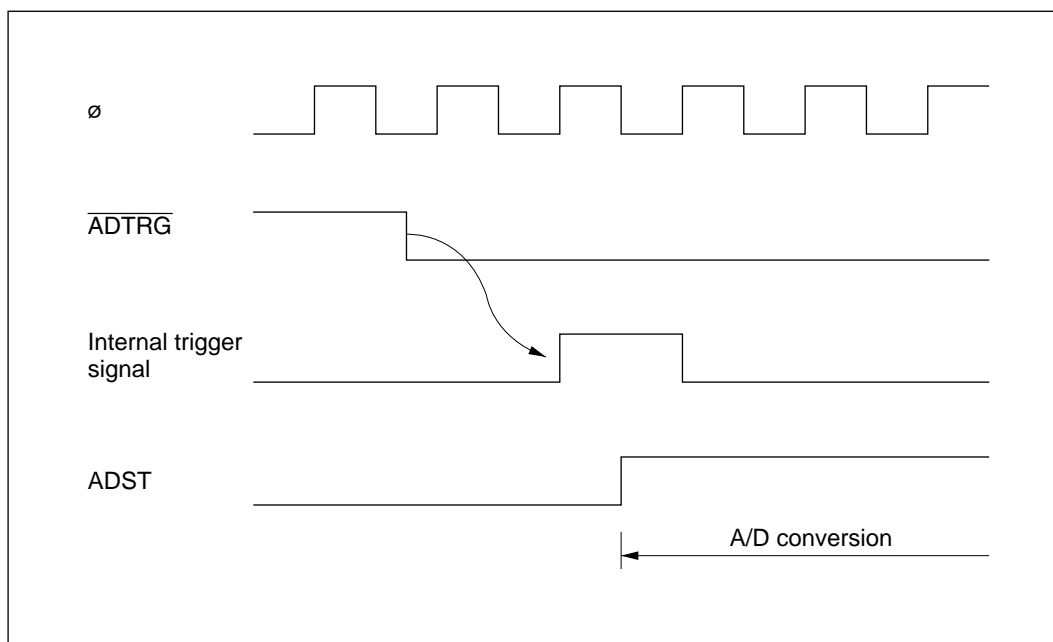 ø
ADTRG
Internal trigger
signal
ADST
A/D conversion